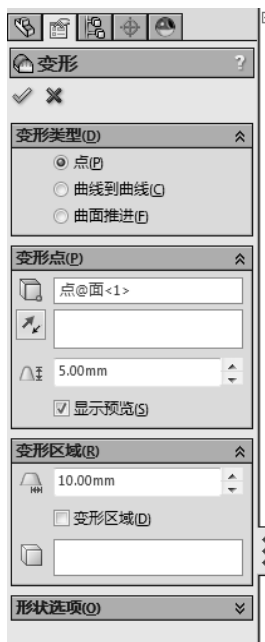 变形
?
变形类型(D)
点(P)
曲线到曲线(C)
曲面推进(F)
变形点(P)
点@面<1>
5.00mm
显示预览(S)
变形区域(R)
10.00mm
变形区域(D)
形状选项(O)